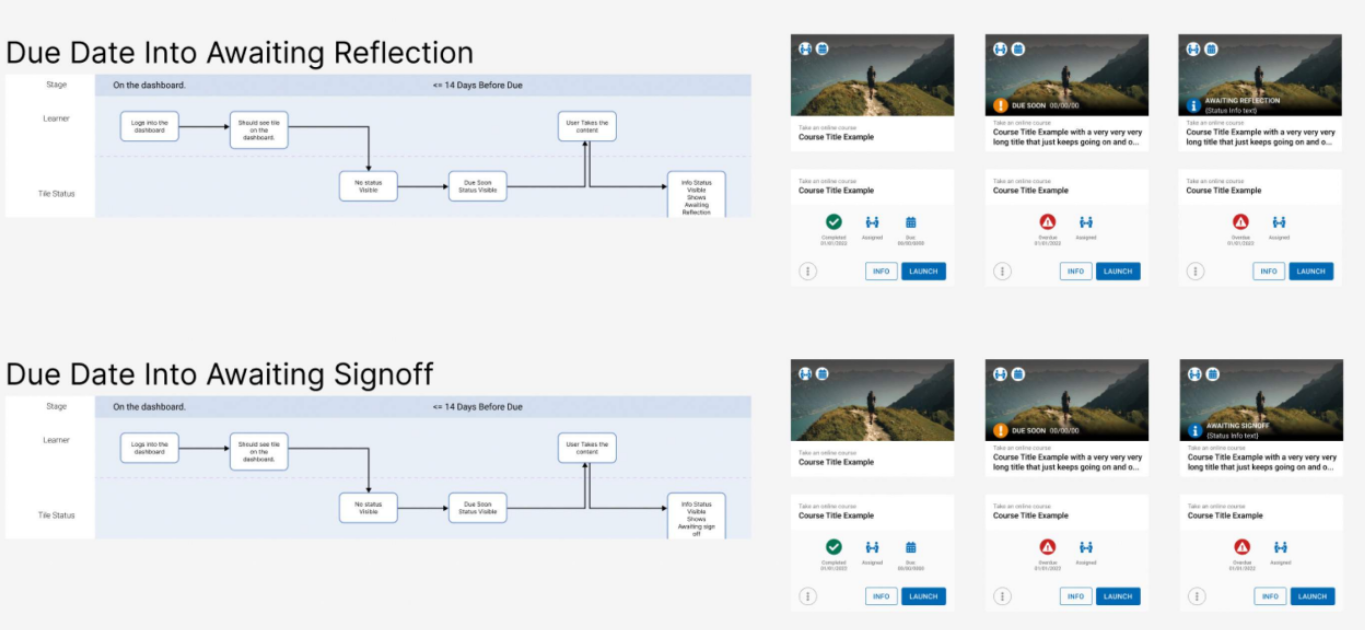 Due Date Into Awaiting Reflection
Stage
On the dashboard.
<= 14 Days Before Due
Learner
Logs into the
dashboard
Should see tile
on the
dashboard.
User Takes the
content
Tile Status
No status
Visible
Due Soon
Status Visible
Info Status
Visible
Shows
Awaiting
Reflection
Take an online course
Course Title Example
DUE SOON 00/00/00
Take an online course
Course Title Example with a very very very
long title that just keeps going on and o...
AWAITING REFLECTION
(Status Info text)
Take an online course
Course Title Example with a very very very
long title that just keeps going on and o...
Take an online course
Course Title Example
Completed
01/01/2022
Assigned
Due
00/00/0000
INFO
LAUNCH
Take an online course
Course Title Example
Overdue
01/01/2022
Assigned
INFO
LAUNCH
Take an online course
Course Title Example
Overdue
01/01/2022
Assigned
INFO
LAUNCH
Due Date Into Awaiting Signoff
Stage
On the dashboard.
<= 14 Days Before Due
Learner
Logs into the
dashboard
Should see tile
on the
dashboard.
User Takes the
content
Tile Status
No status
Visible
Due Soon
Status Visible
Info Status
Visible
Shows
Awaiting sign
off
Take an online course
Course Title Example
DUE SOON 00/00/00
Take an online course
Course Title Example with a very very very
long title that just keeps going on and o...
AWAITING SIGNOFF
(Status Info text)
Take an online course
Course Title Example with a very very very
long title that just keeps going on and o...
Take an online course
Course Title Example
Completed
01/01/2022
Assigned
Due
00/00/0000
INFO
LAUNCH
Take an online course
Course Title Example
Overdue
01/01/2022
Assigned
INFO
LAUNCH
Take an online course
Course Title Example
Overdue
01/01/2022
Assigned
INFO
LAUNCH